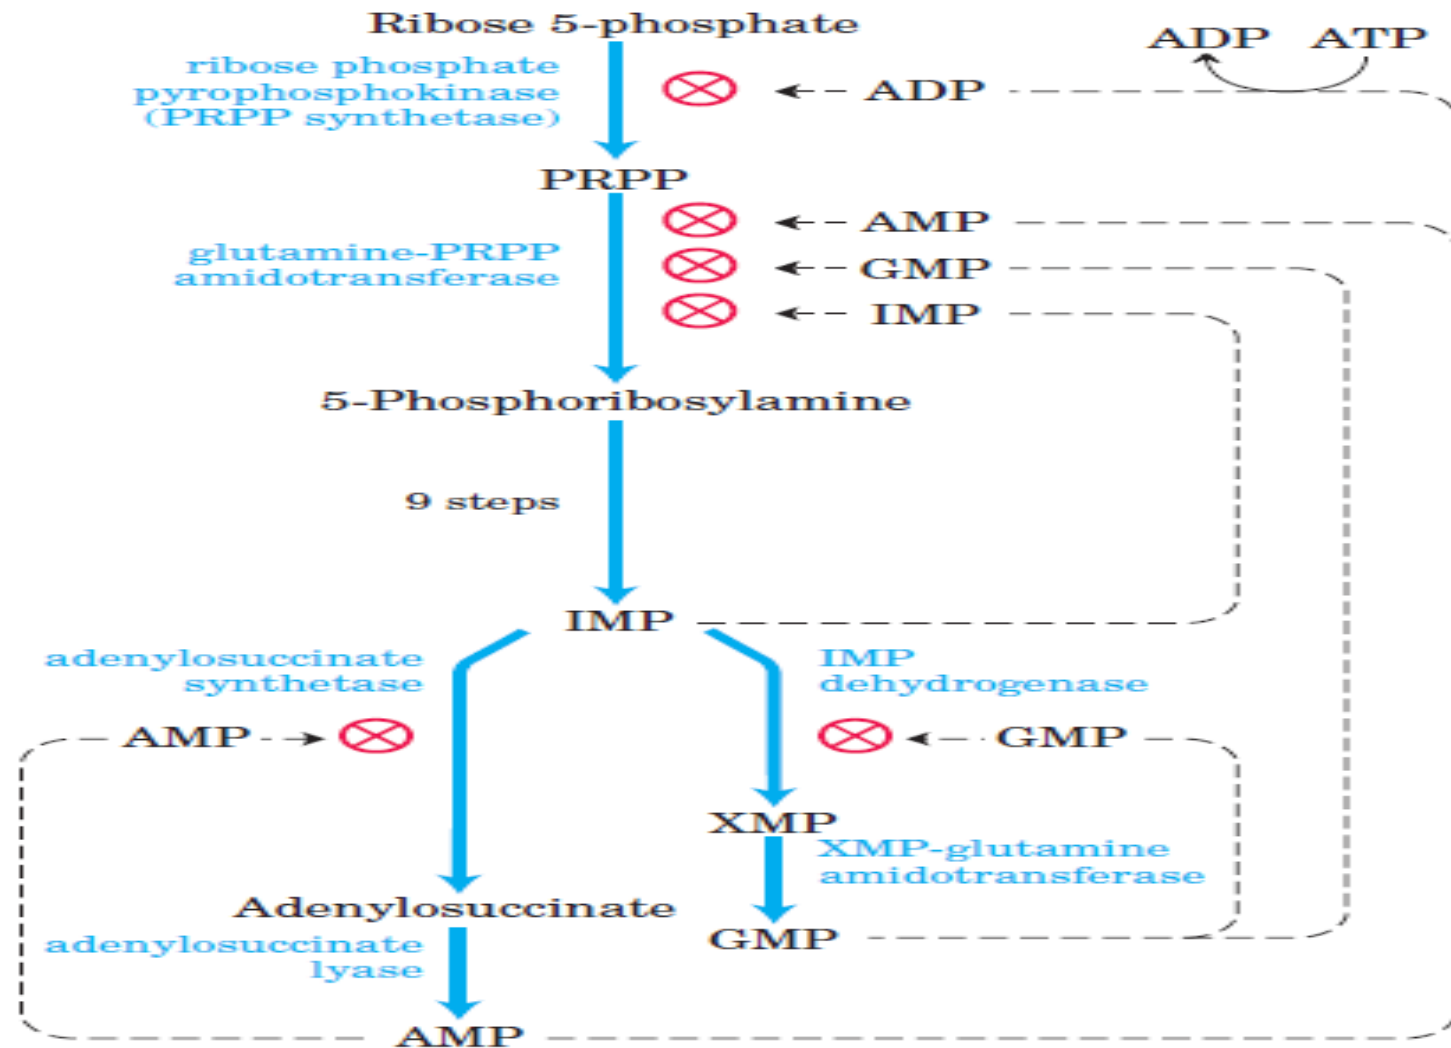 Ribose 5-phosphate
ADP ATP
ribose phosphate
pyrophosphokinase
(PRPP synthetase)
ADP
PRPP
AMP
glutamine-PRPP
amidotransferase
GMP
IMP
5-Phosphoribosylamine
9 steps
IMP
adenylosuccinate
synthetase
IMP
dehydrogenase
AMP
GMP
XMP
XMP-glutamine
amidotransferase
Adenylosuccinate
GMP
adenylosuccinate
lyase
AMP